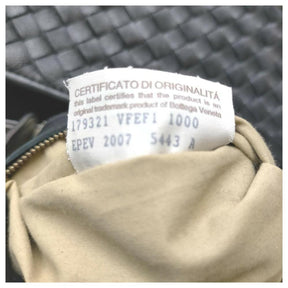 CERTIFICATO DI ORIGINALITÁ
this label certifies that the product is an
original trademark product of Bottega Veneta
179321 VFEF1 1000
EPEV 2007 5443 A